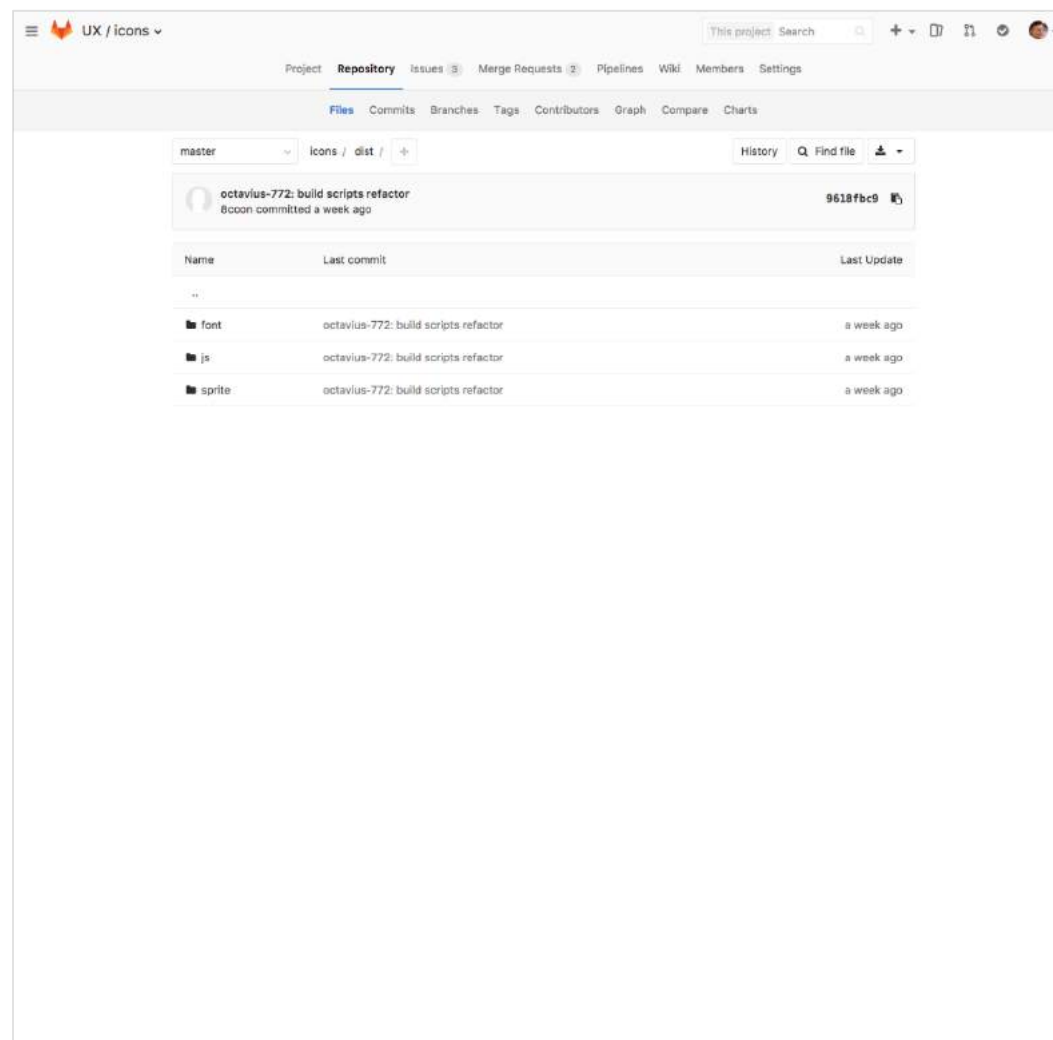 UX / icons
This project Search
Project Repository Issues 3 Merge Requests 2 Pipelines Wiki Members Settings
Files Commits Branches Tags Contributors Graph Compare Charts
master icons / dist / + History Find file
octavius-772: build scripts refactor
8coon committed a week ago
9618fbc9
Name Last commit Last Update
..
font octavius-772: build scripts refactor a week ago
js octavius-772: build scripts refactor a week ago
sprite octavius-772: build scripts refactor a week ago